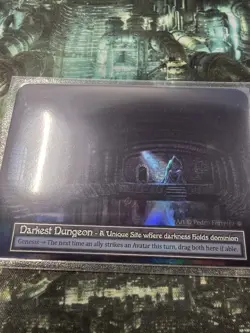 Darkest Dungeon - A Unique Site where darkness holds dominion
Genesis → The next time an ally strikes an Avatar this turn, drag both here if able.